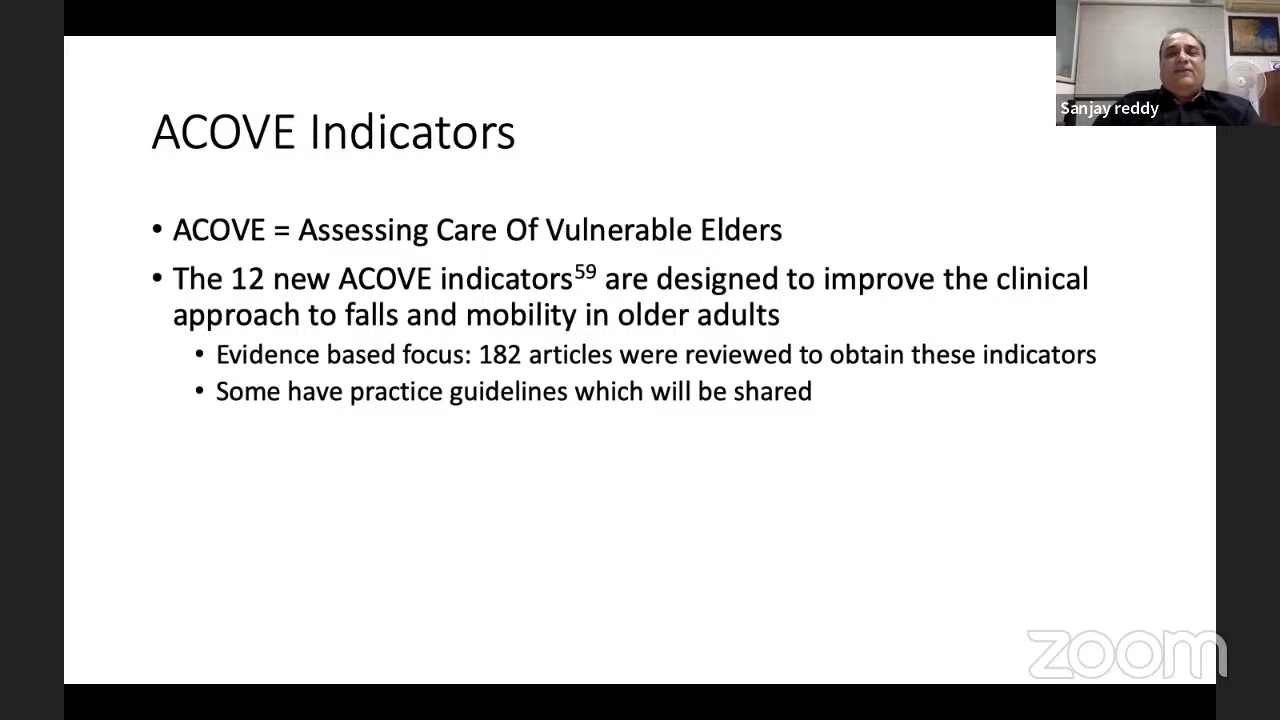 Sanjay reddy
ACOVE Indicators
• ACOVE = Assessing Care Of Vulnerable Elders
• The 12 new ACOVE indicators⁵⁹ are designed to improve the clinical
approach to falls and mobility in older adults
• Evidence based focus: 182 articles were reviewed to obtain these indicators
• Some have practice guidelines which will be shared
zoom